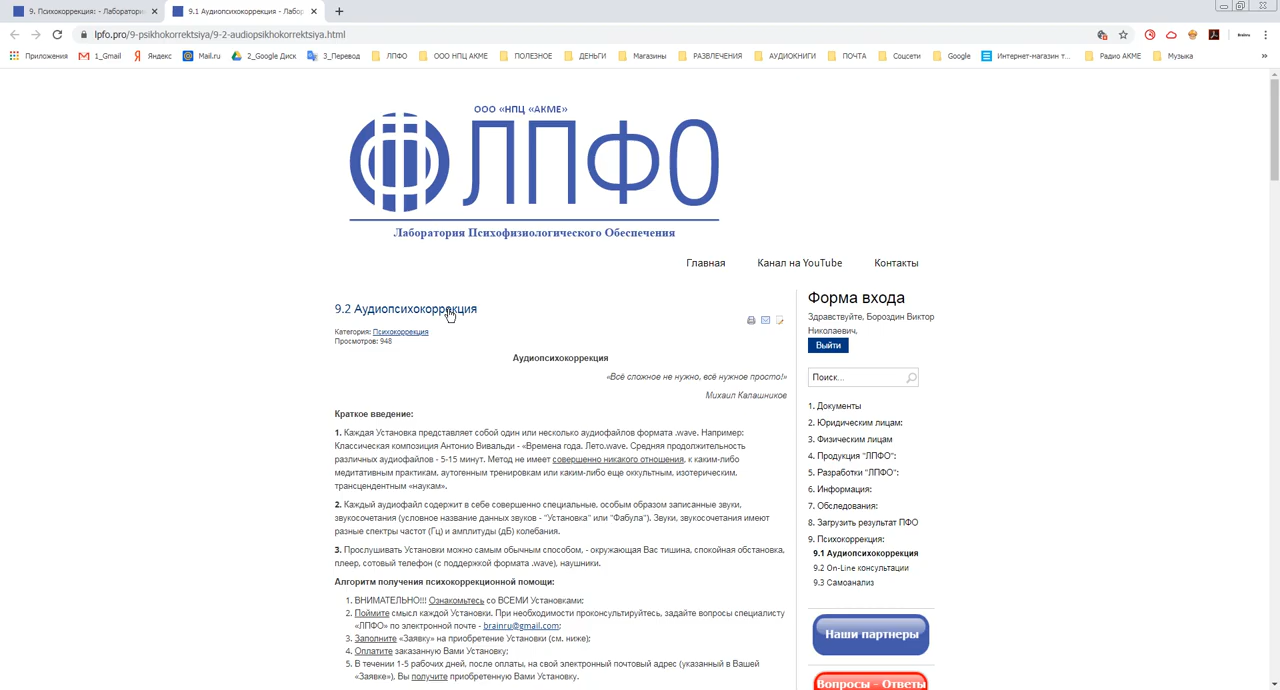 9. Психокоррекция: - Лаборатори
9.1 Аудиопсихокоррекция - Лабор
lpfo.pro/9-psikhokorrektsiya/9-2-audiopsikhokorrektsiya.html
Приложения
1_Gmail
Яндекс
Mail.ru
2_Google Диск
3_Перевод
ЛПФО
ООО НПЦ АКМЕ
ПОЛЕЗНОЕ
ДЕНЬГИ
Магазины
РАЗВЛЕЧЕНИЯ
АУДИОКНИГИ
ПОЧТА
Соцсети
Google
Интернет-магазин т...
Радио АКМЕ
Музыка
ООО «НПЦ «АКМЕ»
ЛПФО
Лаборатория Психофизиологического Обеспечения
Главная
Канал на YouTube
Контакты
9.2 Аудиопсихокоррекция
Категория: Психокоррекция
Просмотров: 948
Аудиопсихокоррекция
«Всё сложное не нужно, всё нужное просто!»
Михаил Калашников
Краткое введение:
1. Каждая Установка представляет собой один или несколько аудиофайлов формата .wave. Например:
Классическая композиция Антонио Вивальди - «Времена года. Лето.wave. Средняя продолжительность
различных аудиофайлов - 5-15 минут. Метод не имеет совершенно никакого отношения, к каким-либо
медитативным практикам, аутогенным тренировкам или каким-либо еще оккультным, изотерическим,
трансцендентным «наукам».
2. Каждый аудиофайл содержит в себе совершенно специальные, особым образом записанные звуки,
звукосочетания (условное название данных звуков - "Установка" или "Фабула"). Звуки, звукосочетания имеют
разные спектры частот (Гц) и амплитуды (дБ) колебания.
3. Прослушивать Установки можно самым обычным способом, - окружающая Вас тишина, спокойная обстановка,
плеер, сотовый телефон (с поддержкой формата .wave), наушники.
Алгоритм получения психокоррекционной помощи:
1. ВНИМАТЕЛЬНО!!! Ознакомьтесь со ВСЕМИ Установками;
2. Поймите смысл каждой Установки. При необходимости проконсультируйтесь, задайте вопросы специалисту
«ЛПФО» по электронной почте - brainru@gmail.com;
3. Заполните «Заявку» на приобретение Установки (см. ниже);
4. Оплатите заказанную Вами Установку;
5. В течении 1-5 рабочих дней, после оплаты, на свой электронный почтовый адрес (указанный в Вашей
«Заявке»), Вы получите приобретенную Вами Установку.
Форма входа
Здравствуйте, Бороздин Виктор
Николаевич,
Выйти
Поиск...
1. Документы
2. Юридическим лицам:
3. Физическим лицам
4. Продукция "ЛПФО":
5. Разработки "ЛПФО":
6. Информация:
7. Обследования:
8. Загрузить результат ПФО
9. Психокоррекция:
9.1 Аудиопсихокоррекция
9.2 On-Line консультации
9.3 Самоанализ
Наши партнеры
Вопросы - Ответы